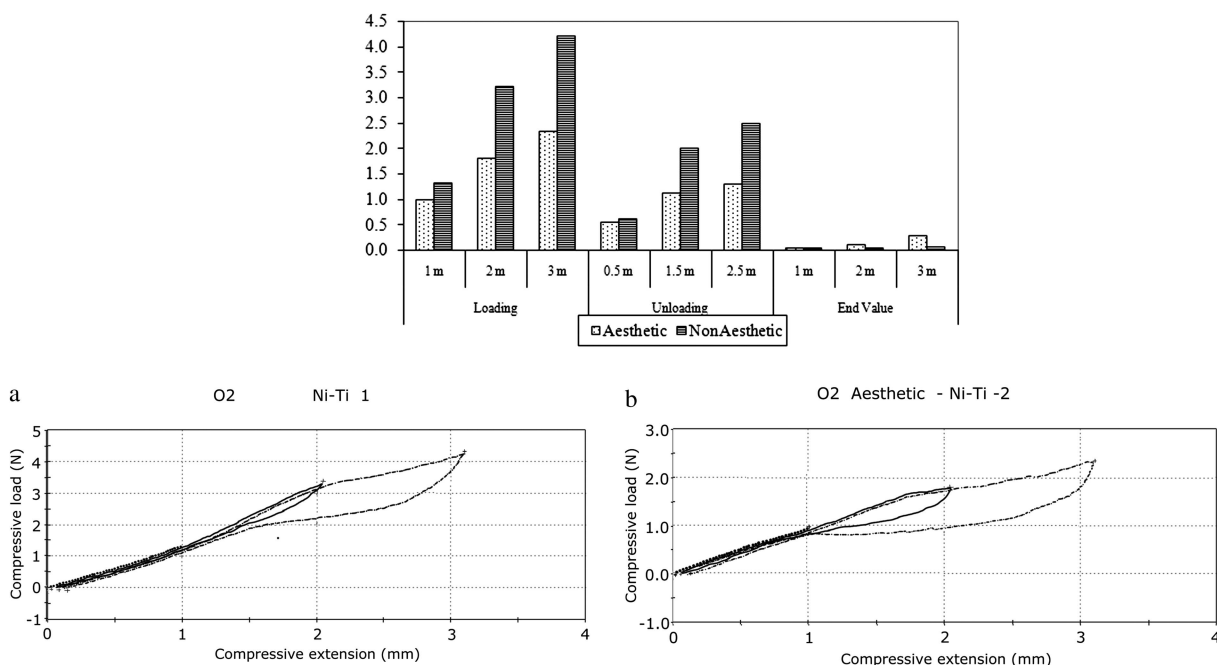 4.5
4.0
3.5
3.0
2.5
2.0
1.5
1.0
0.5
0.0
1 m 2 m 3 m 0.5 m 1.5 m 2.5 m 1 m 2 m 3 m
Loading Unloading End Value
Aesthetic NonAesthetic
a O2 Ni-Ti 1
5
4
3
2
1
0
-1
Compressive load (N)
0 1 2 3 4
Compressive extension (mm)
b O2 Aesthetic - Ni-Ti -2
3.0
2.0
1.0
0.0
-1.0
Compressive load (N)
0 1 2 3 4
Compressive extension (mm)